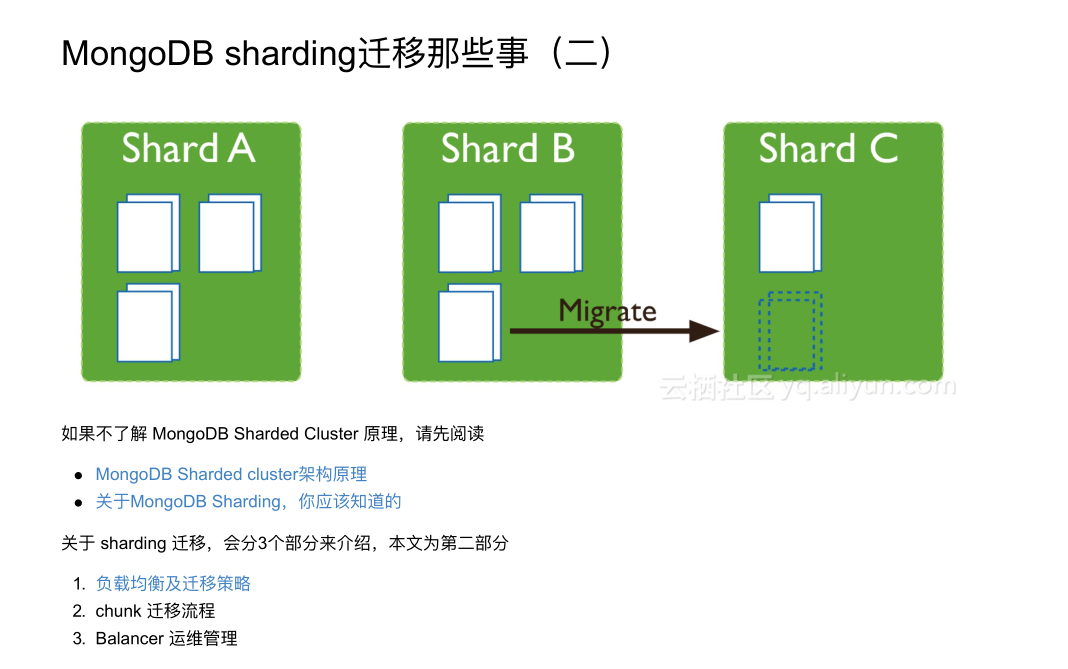 MongoDB sharding迁移那些事（二）
Shard A
Shard B
Shard C
Migrate
云栖社区 yq.aliyun.com
如果不了解 MongoDB Sharded Cluster 原理，请先阅读
● MongoDB Sharded cluster架构原理
● 关于MongoDB Sharding，你应该知道的
关于 sharding 迁移，会分3个部分来介绍，本文为第二部分
1. 负载均衡及迁移策略
2. chunk 迁移流程
3. Balancer 运维管理